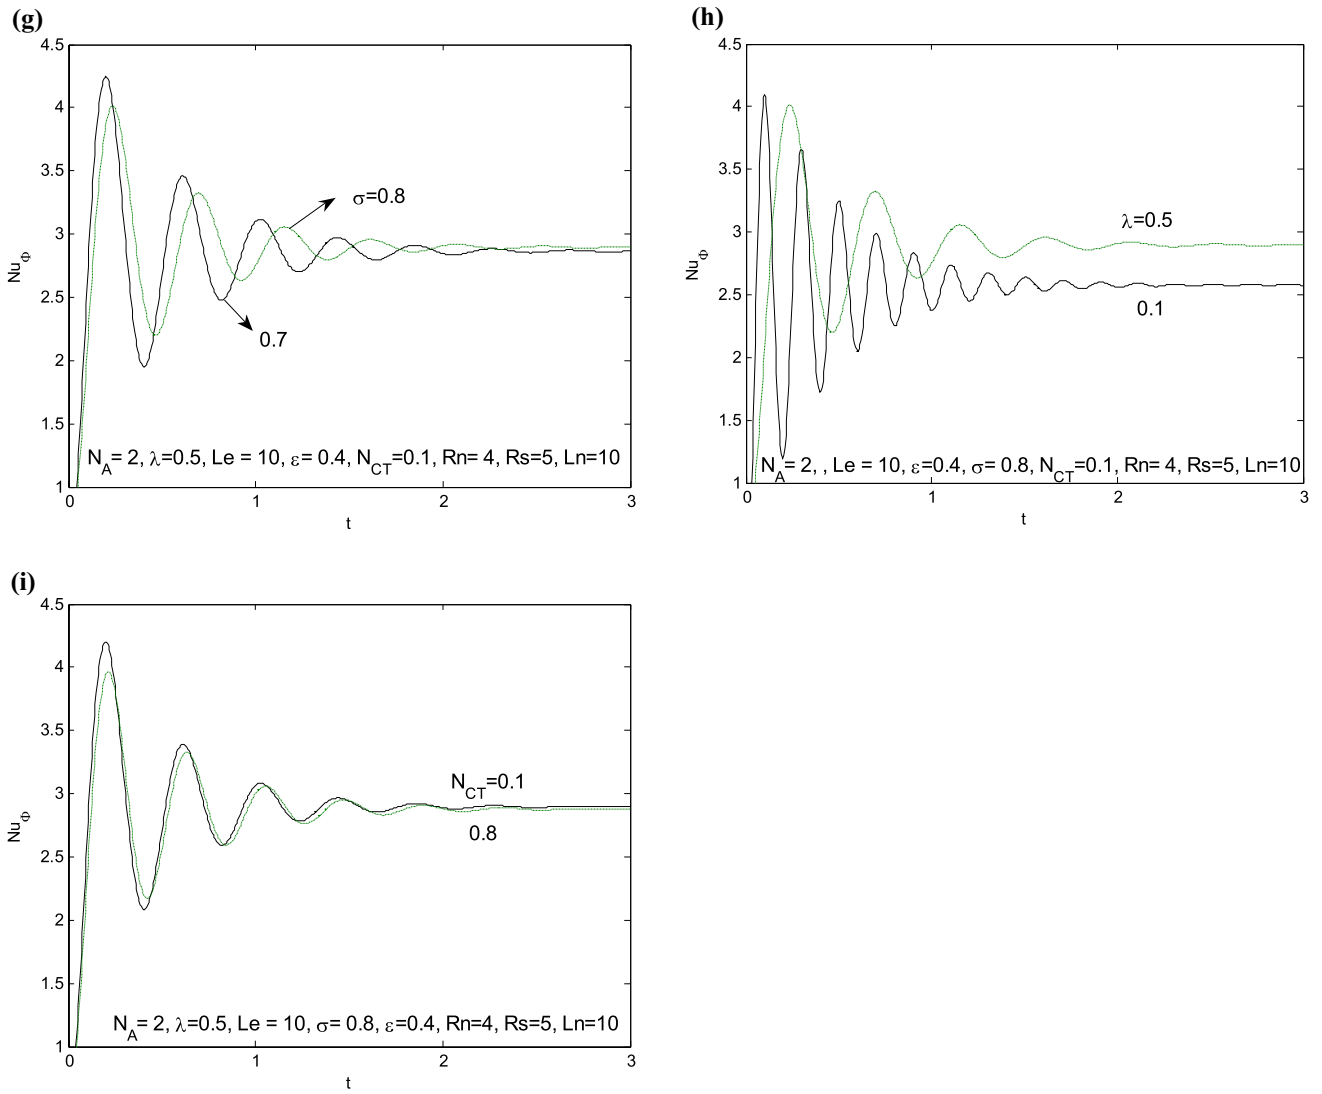 (g)
4.5
4
3.5
3
2.5
2
1.5
1
0 1 2 3
Nu_Φ
t
σ=0.8
0.7
N_A= 2, λ=0.5, Le = 10, ε= 0.4, N_CT=0.1, Rn= 4, Rs=5, Ln=10
(h)
4.5
4
3.5
3
2.5
2
1.5
1
0 1 2 3
Nu_Φ
t
λ=0.5
0.1
N_A= 2, , Le = 10, ε=0.4, σ= 0.8, N_CT=0.1, Rn= 4, Rs=5, Ln=10
(i)
4.5
4
3.5
3
2.5
2
1.5
1
0 1 2 3
Nu_Φ
t
N_CT=0.1
0.8
N_A= 2, λ=0.5, Le = 10, σ= 0.8, ε=0.4, Rn=4, Rs=5, Ln=10